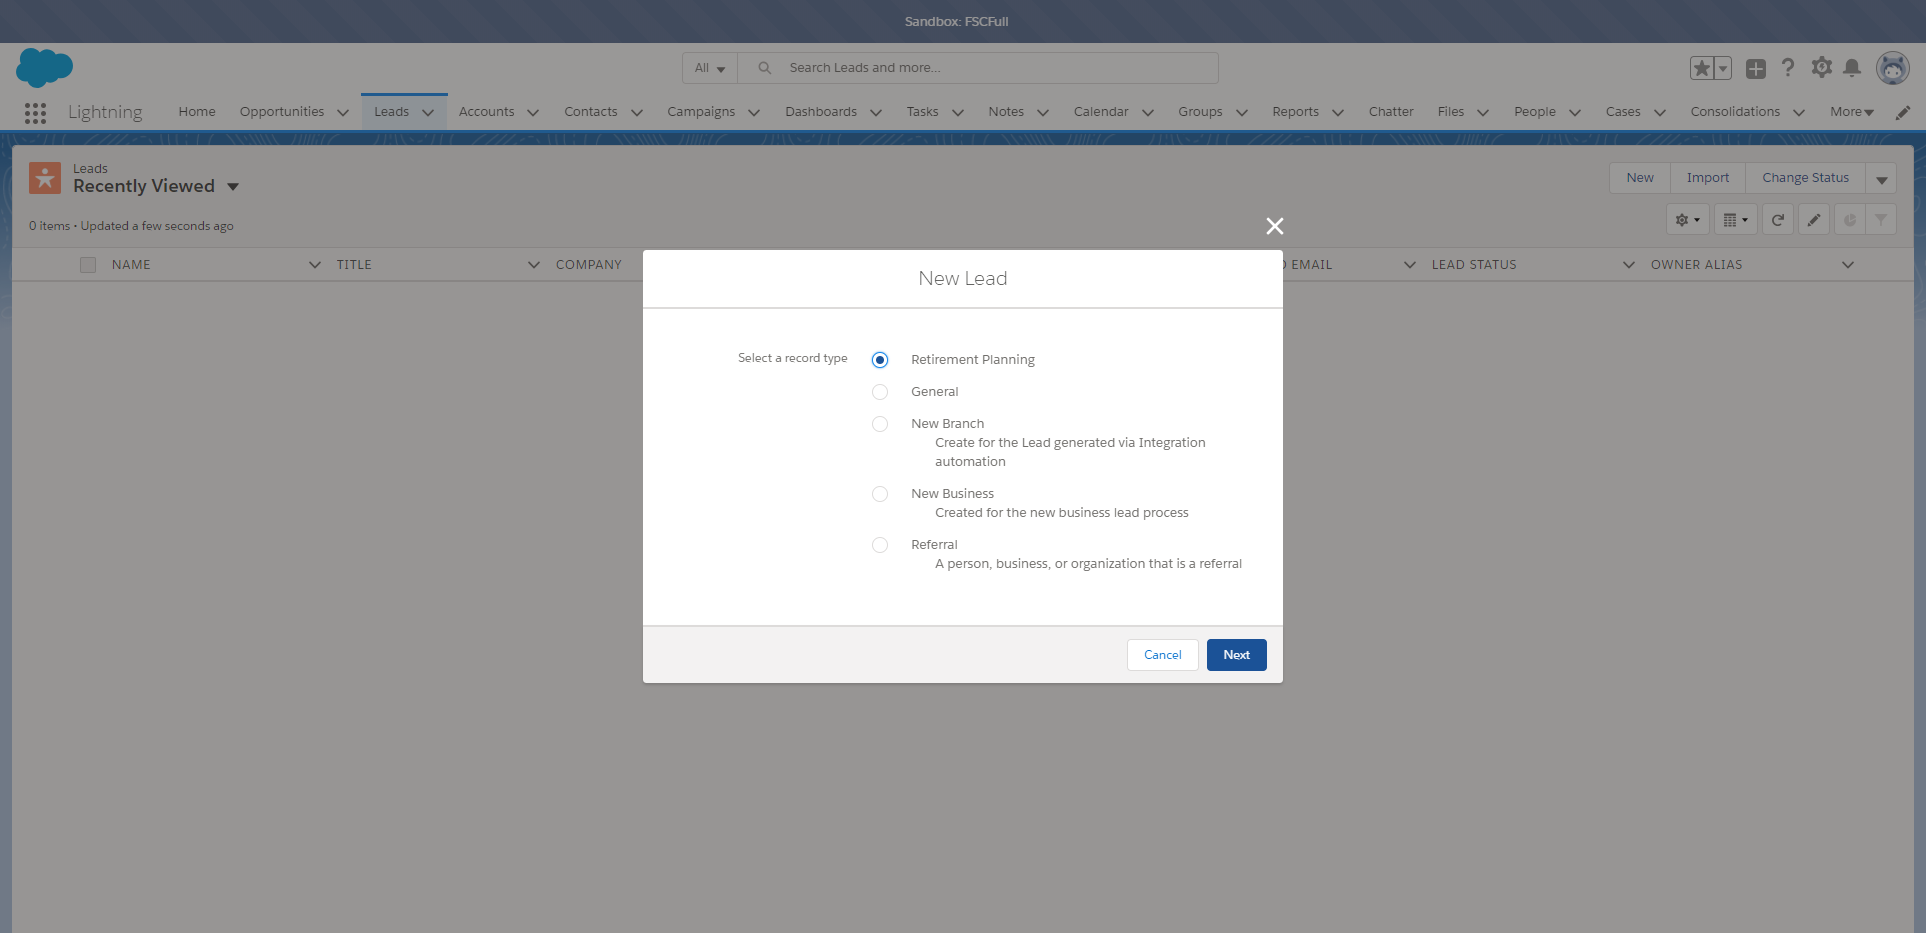 Sandbox: FSCFull
All
Search Leads and more...
Lightning
Home
Opportunities
Leads
Accounts
Contacts
Campaigns
Dashboards
Tasks
Notes
Calendar
Groups
Reports
Chatter
Files
People
Cases
Consolidations
More
Leads
Recently Viewed
New
Import
Change Status
0 items • Updated a few seconds ago
NAME
TITLE
COMPANY
EMAIL
LEAD STATUS
OWNER ALIAS
New Lead
Select a record type
Retirement Planning
General
New Branch
Create for the Lead generated via Integration
automation
New Business
Created for the new business lead process
Referral
A person, business, or organization that is a referral
Cancel
Next